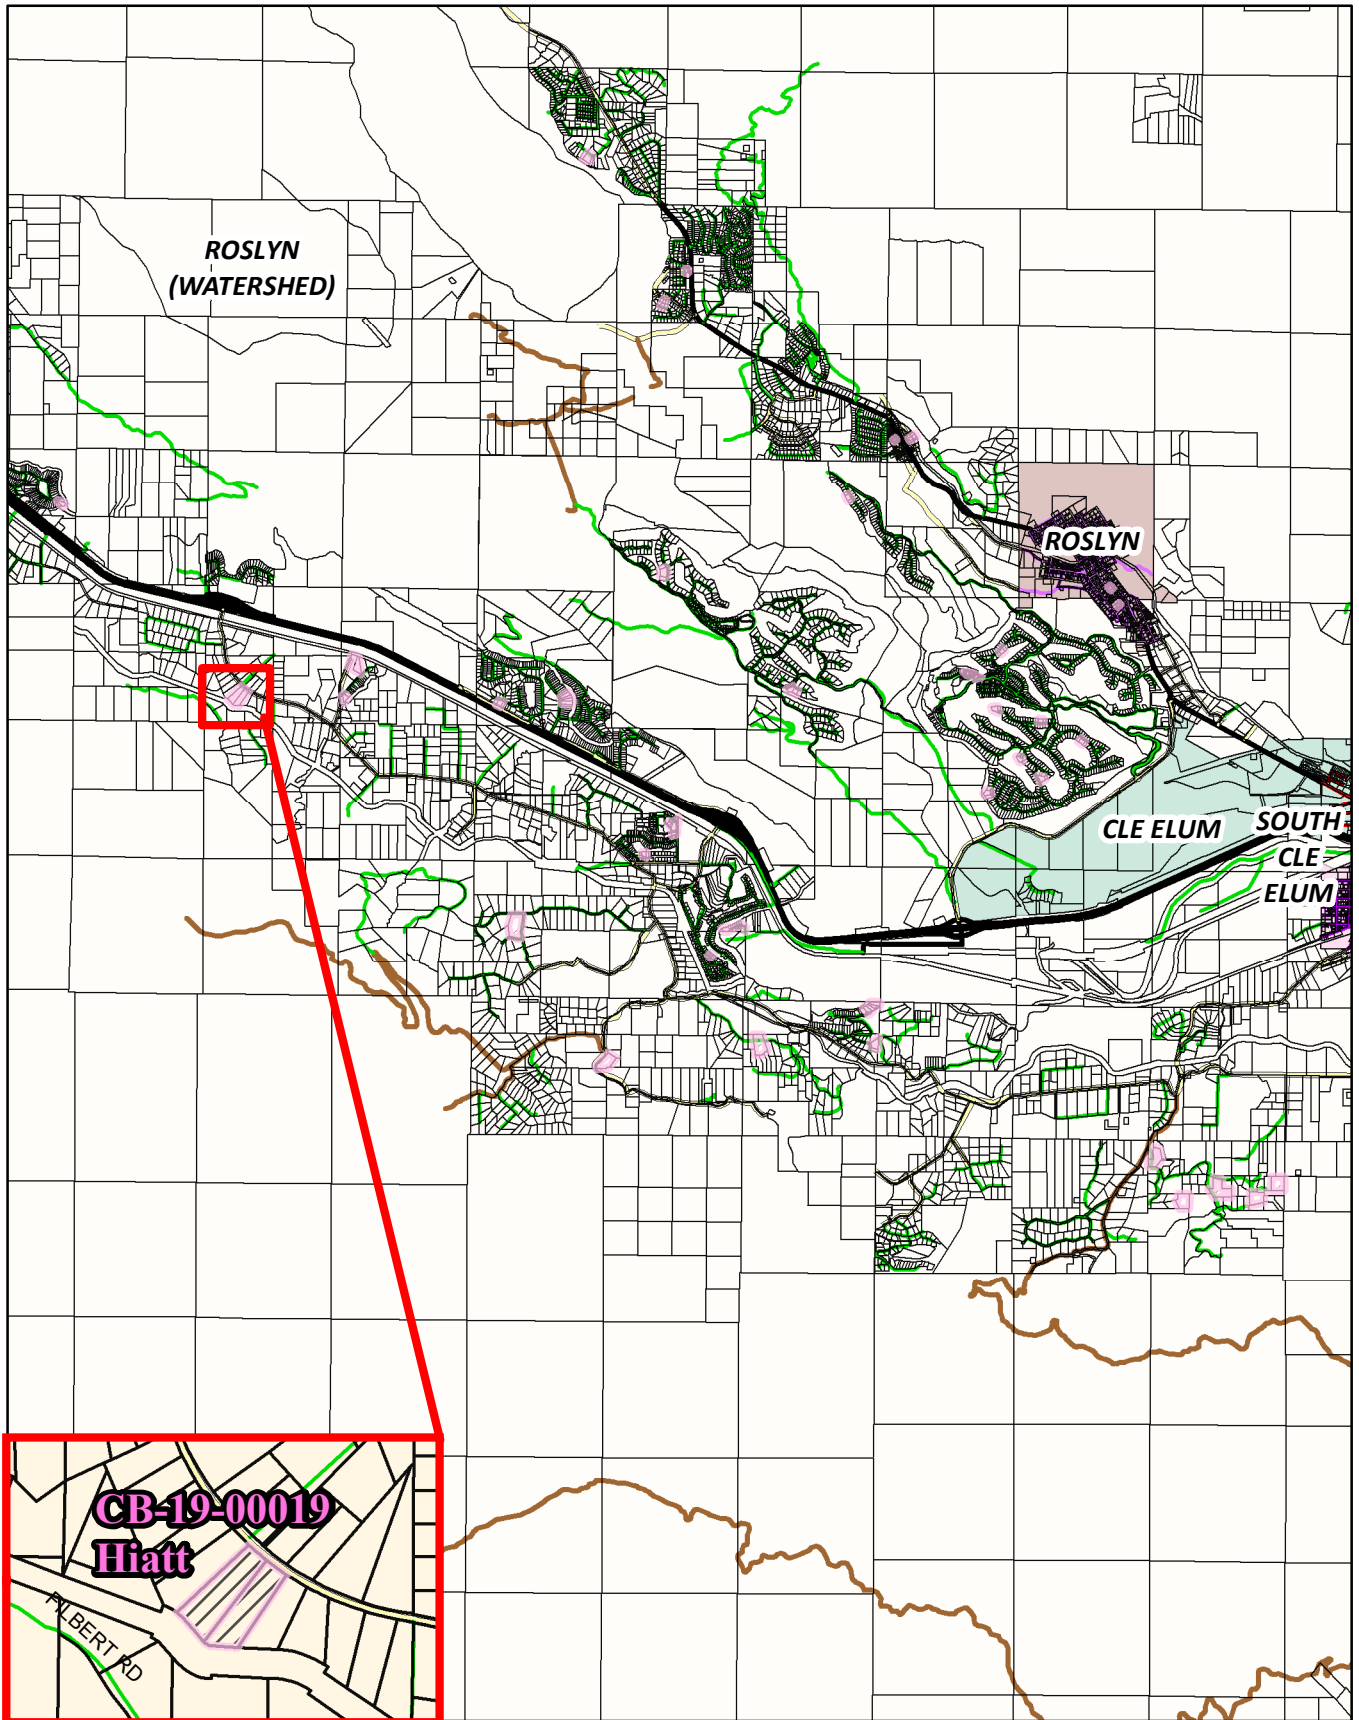 ROSLYN
(WATERSHED)
ROSLYN
CLE ELUM
SOUTH
CLE
ELUM
CB-19-00019
Hiatt
FILBERT RD